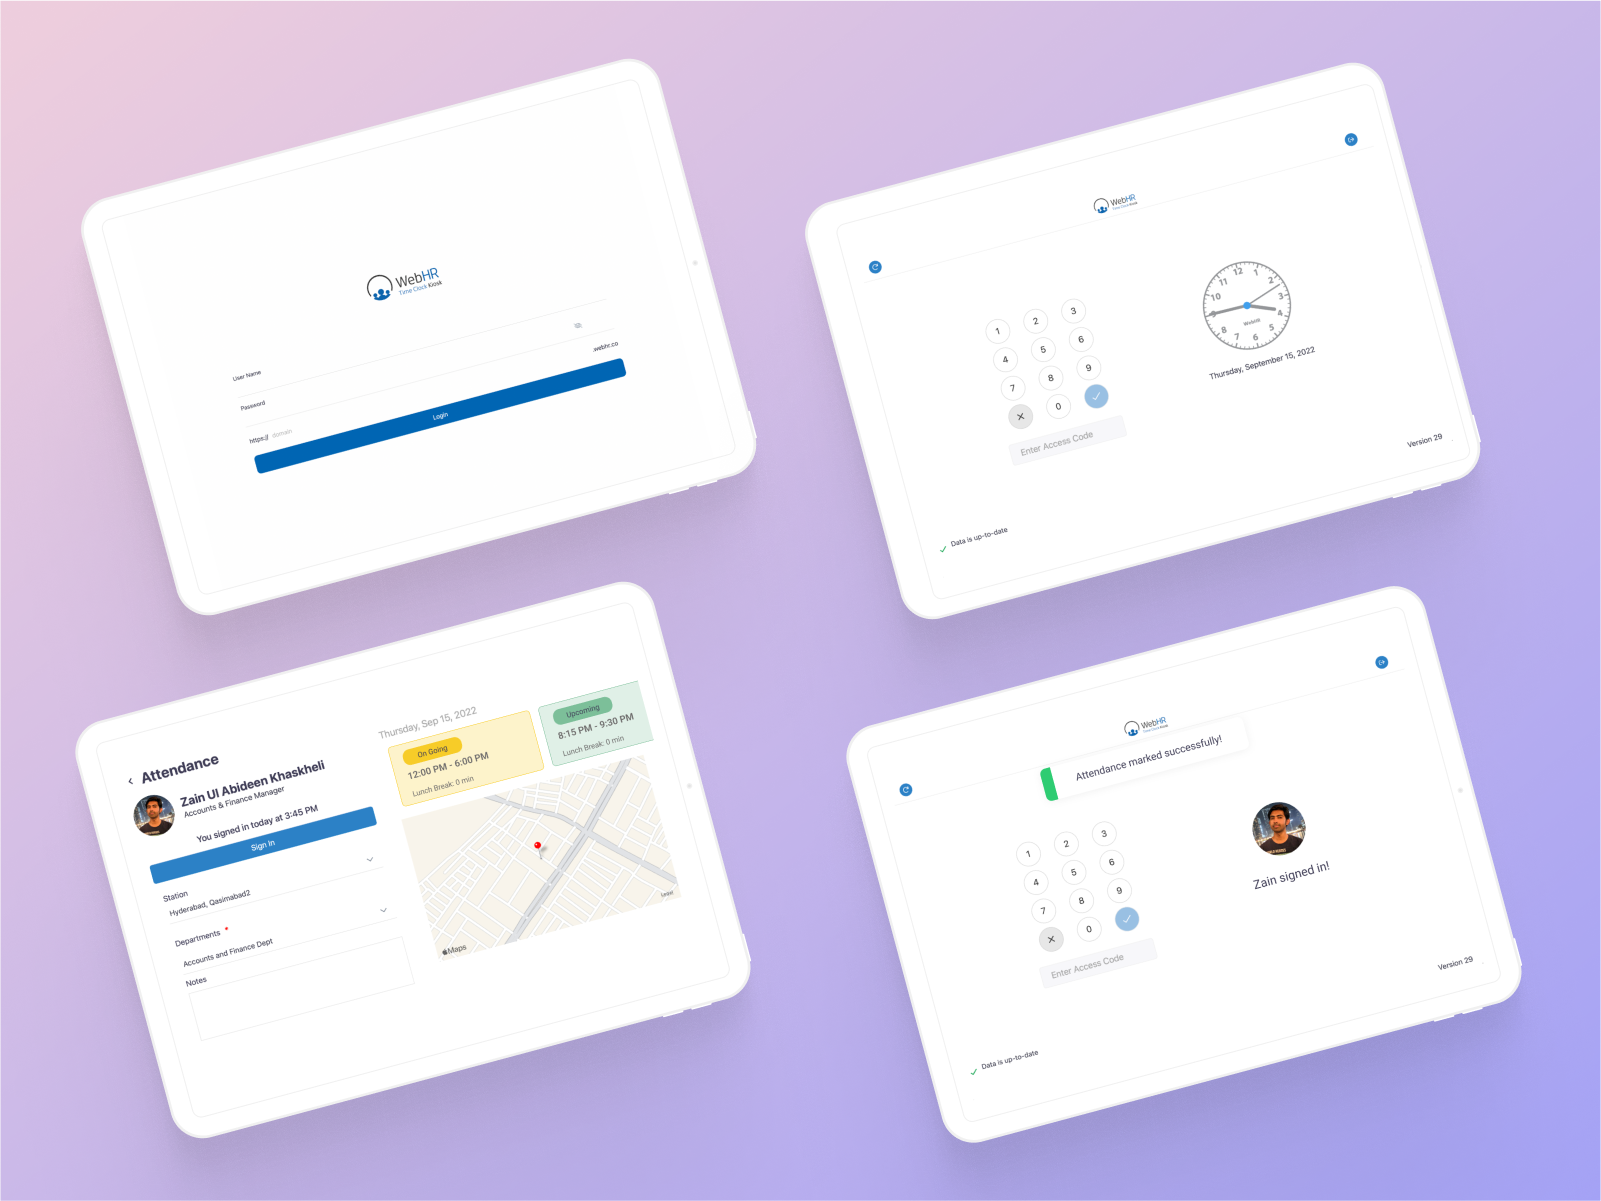 WebHR
Time Clock Kiosk
User Name
Password
https:// domain
.webhr.co
Login
WebHR
Time Clock Kiosk
1 2 3
4 5 6
7 8 9
0
Enter Access Code
12 1 2 3 4 5 6 7 8 9 10 11
WebHR
Thursday, September 15, 2022
Version 29
Data is up-to-date
Attendance
Zain Ul Abideen Khaskheli
Accounts & Finance Manager
You signed in today at 3:45 PM
Sign In
Station
Hyderabad, Qasimabad2
Departments
Accounts and Finance Dept
Notes
Thursday, Sep 15, 2022
On Going
12:00 PM - 6:00 PM
Lunch Break: 0 min
Upcoming
8:15 PM - 9:30 PM
Lunch Break: 0 min
Maps
Legal
WebHR
Time Clock Kiosk
Attendance marked successfully!
1 2 3
4 5 6
7 8 9
0
Enter Access Code
Zain signed in!
Version 29
Data is up-to-date